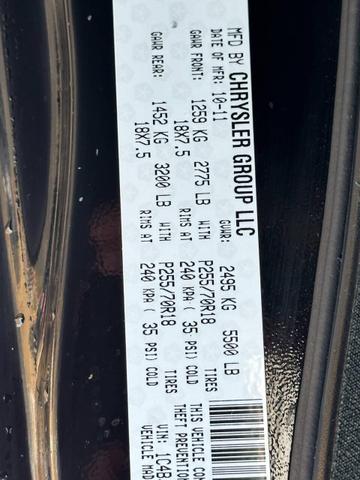 MFD BY CHRYSLER GROUP LLC
DATE OF MFR: 10-11 GVWR: 2495 KG 5500 LB
GAWR FRONT: 1259 KG 2775 LB WITH P255/70R18 TIRES
18X7.5 RIMS AT 240 KPA ( 35 PSI) COLD
GAWR REAR: 1452 KG 3200 LB WITH P255/70R18 TIRES
18X7.5 RIMS AT 240 KPA ( 35 PSI) COLD
THIS VEHICLE CON
THEFT PREVENTION
VIN: 1C4B
VEHICLE MAD